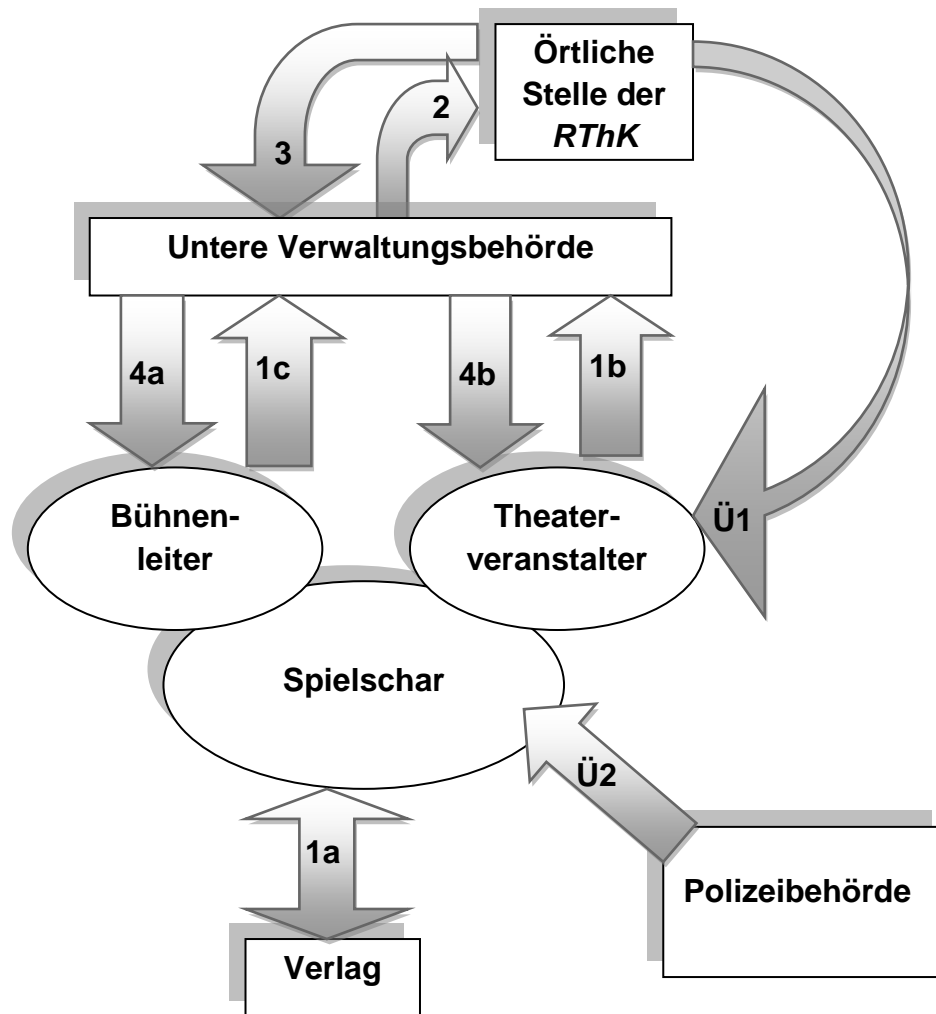 Örtliche
Stelle der
RThK
2
3
Untere Verwaltungsbehörde
4a
1c
4b
1b
Bühnen-
leiter
Theater-
veranstalter
Ü1
Spielschar
Ü2
1a
Polizeibehörde
Verlag